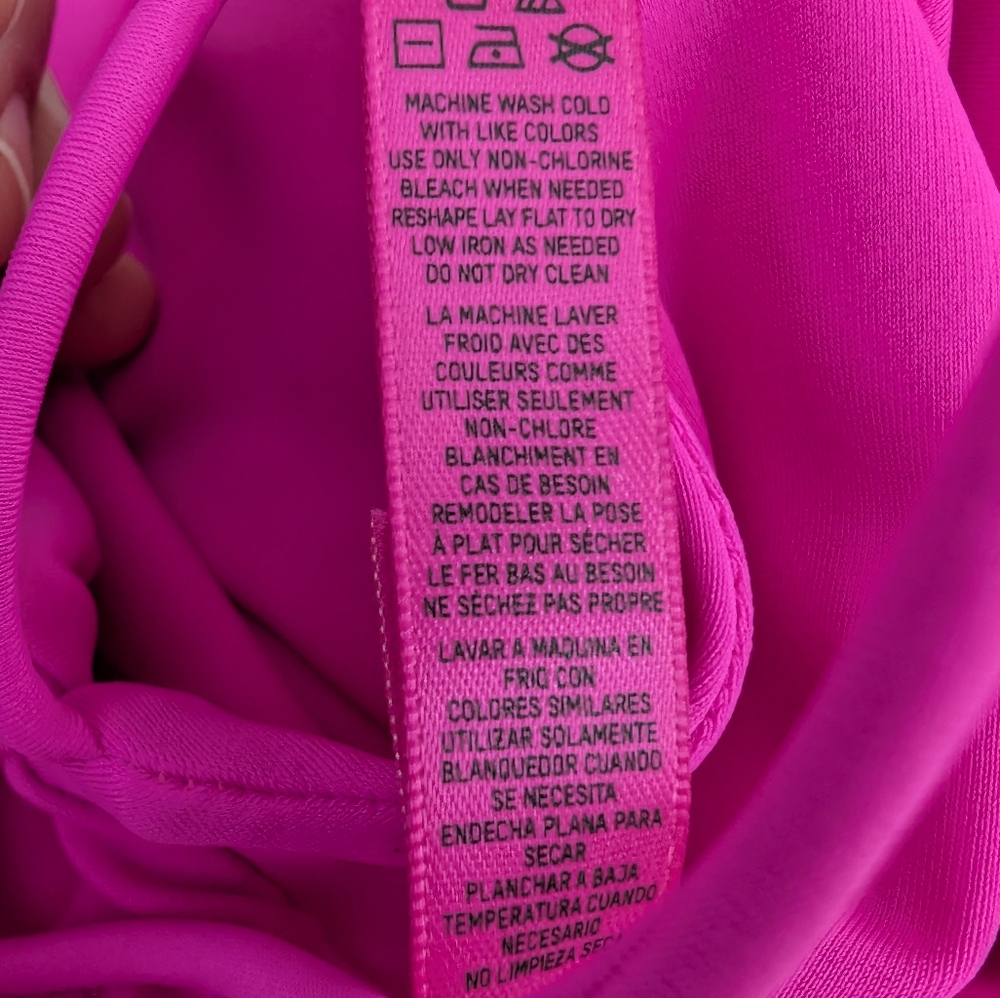 MACHINE WASH COLD
WITH LIKE COLORS
USE ONLY NON-CHLORINE
BLEACH WHEN NEEDED
RESHAPE LAY FLAT TO DRY
LOW IRON AS NEEDED
DO NOT DRY CLEAN
LA MACHINE LAVER
FROID AVEC DES
COULEURS COMME
UTILISER SEULEMENT
NON-CHLORE
BLANCHIMENT EN
CAS DE BESOIN
REMODELER LA POSE
À PLAT POUR SÉCHER
LE FER BAS AU BESOIN
NE SÉCHEZ PAS PROPRE
LAVAR A MAQUINA EN
FRIO CON
COLORES SIMILARES
UTILIZAR SOLAMENTE
BLANQUEDOR CUANDO
SE NECESITA
ENDECHA PLANA PARA
SECAR
PLANCHAR A BAJA
TEMPERATURA CUANDO
NECESARIO
NO LIMPIEZA